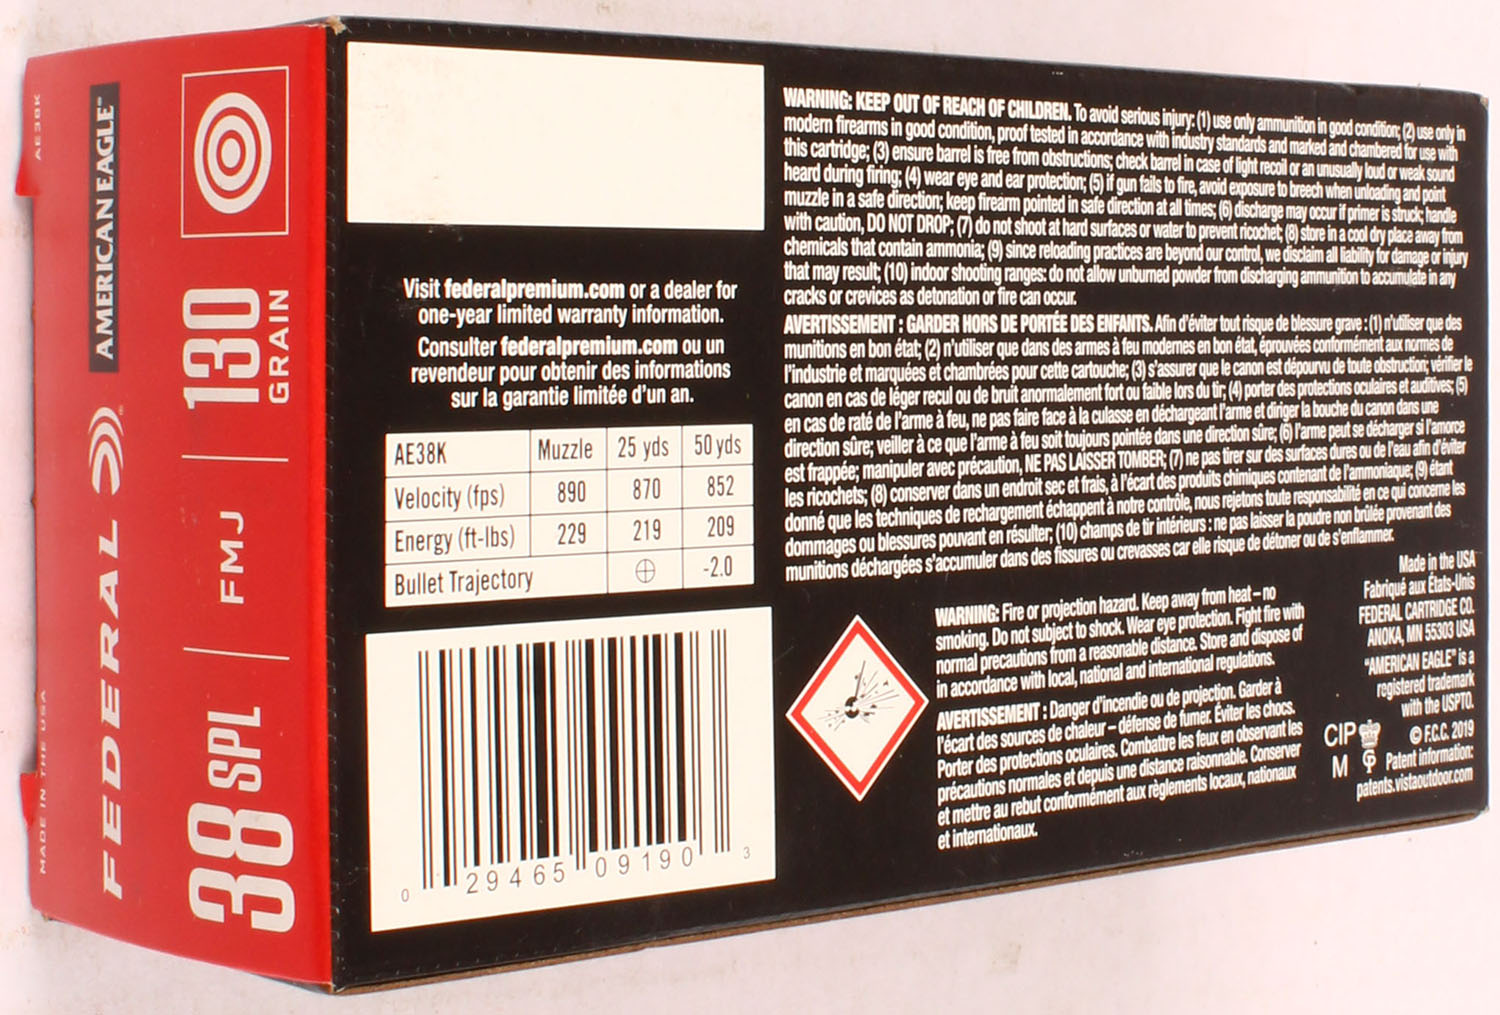 AE38K
MADE IN THE USA
FEDERAL AMERICAN EAGLE®
38 SPL FMJ 130 GRAIN
Visit federalpremium.com or a dealer for
one-year limited warranty information.
Consulter federalpremium.com ou un
revendeur pour obtenir des informations
sur la garantie limitée d'un an.
AE38K Muzzle 25 yds 50 yds
Velocity (fps) 890 870 852
Energy (ft-lbs) 229 219 209
Bullet Trajectory ⊕ -2.0
0 29465 09190 3
WARNING: KEEP OUT OF REACH OF CHILDREN. To avoid serious injury: (1) use only ammunition in good condition; (2) use only in
modern firearms in good condition, proof tested in accordance with industry standards and marked and chambered for use with
this cartridge; (3) ensure barrel is free from obstructions; check barrel in case of light recoil or an unusually loud or weak sound
heard during firing; (4) wear eye and ear protection; (5) if gun fails to fire, avoid exposure to breech when unloading and point
muzzle in a safe direction; keep firearm pointed in safe direction at all times; (6) discharge may occur if primer is struck; handle
with caution, DO NOT DROP; (7) do not shoot at hard surfaces or water to prevent ricochet; (8) store in a cool dry place away from
chemicals that contain ammonia; (9) since reloading practices are beyond our control, we disclaim all liability for damage or injury
that may result; (10) indoor shooting ranges: do not allow unburned powder from discharging ammunition to accumulate in any
cracks or crevices as detonation or fire can occur.
AVERTISSEMENT : GARDER HORS DE PORTÉE DES ENFANTS. Afin d'éviter tout risque de blessure grave : (1) n'utiliser que des
munitions en bon état; (2) n'utiliser que dans des armes à feu modernes en bon état, éprouvées conformément aux normes de
l'industrie et marquées et chambrées pour cette cartouche; (3) s'assurer que le canon est dépourvu de toute obstruction; vérifier le
canon en cas de léger recul ou de bruit anormalement fort ou faible lors du tir; (4) porter des protections oculaires et auditives; (5)
en cas de raté de l'arme à feu, ne pas faire face à la culasse en déchargeant l'arme et diriger la bouche du canon dans une
direction sûre; veiller à ce que l'arme à feu soit toujours pointée dans une direction sûre; (6) l'arme peut se décharger si l'amorce
est frappée; manipuler avec précaution, NE PAS LAISSER TOMBER; (7) ne pas tirer sur des surfaces dures ou de l'eau afin d'éviter
les ricochets; (8) conserver dans un endroit sec et frais, à l'écart des produits chimiques contenant de l'ammoniaque; (9) étant
donné que les techniques de rechargement échappent à notre contrôle, nous rejetons toute responsabilité en ce qui concerne les
dommages ou blessures pouvant en résulter; (10) champs de tir intérieurs : ne pas laisser la poudre non brûlée provenant des
munitions déchargées s'accumuler dans des fissures ou crevasses car elle risque de détoner ou de s'enflammer.
WARNING: Fire or projection hazard. Keep away from heat – no
smoking. Do not subject to shock. Wear eye protection. Fight fire with
normal precautions from a reasonable distance. Store and dispose of
in accordance with local, national and international regulations.
AVERTISSEMENT : Danger d'incendie ou de projection. Garder à
l'écart des sources de chaleur – défense de fumer. Éviter les chocs.
Porter des protections oculaires. Combattre les feux en observant les
précautions normales et depuis une distance raisonnable. Conserver
et mettre au rebut conformément aux règlements locaux, nationaux
et internationaux.
Made in the USA
Fabriqué aux États-Unis
FEDERAL CARTRIDGE CO.
ANOKA, MN 55303 USA
"AMERICAN EAGLE" is a
registered trademark
with the USPTO.
© F.C.C. 2019
Patent information:
patents.vistaoutdoor.com
CIP
M